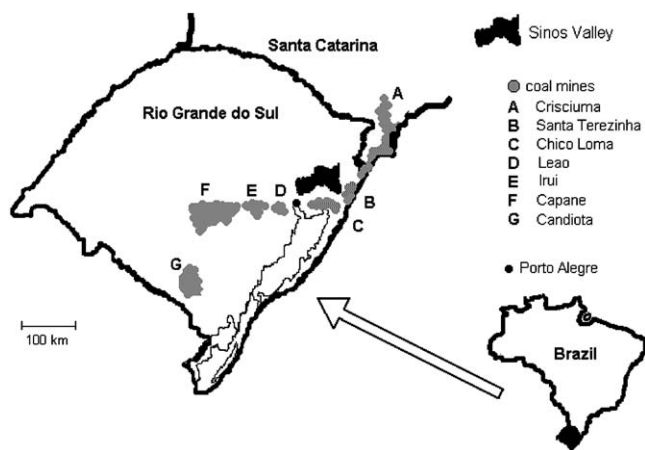 Santa Catarina
Rio Grande do Sul
A
F
E
D
B
C
G
100 km
Sinos Valley
coal mines
A Crisciuma
B Santa Terezinha
C Chico Loma
D Leao
E Irui
F Capane
G Candiota
Porto Alegre
Brazil